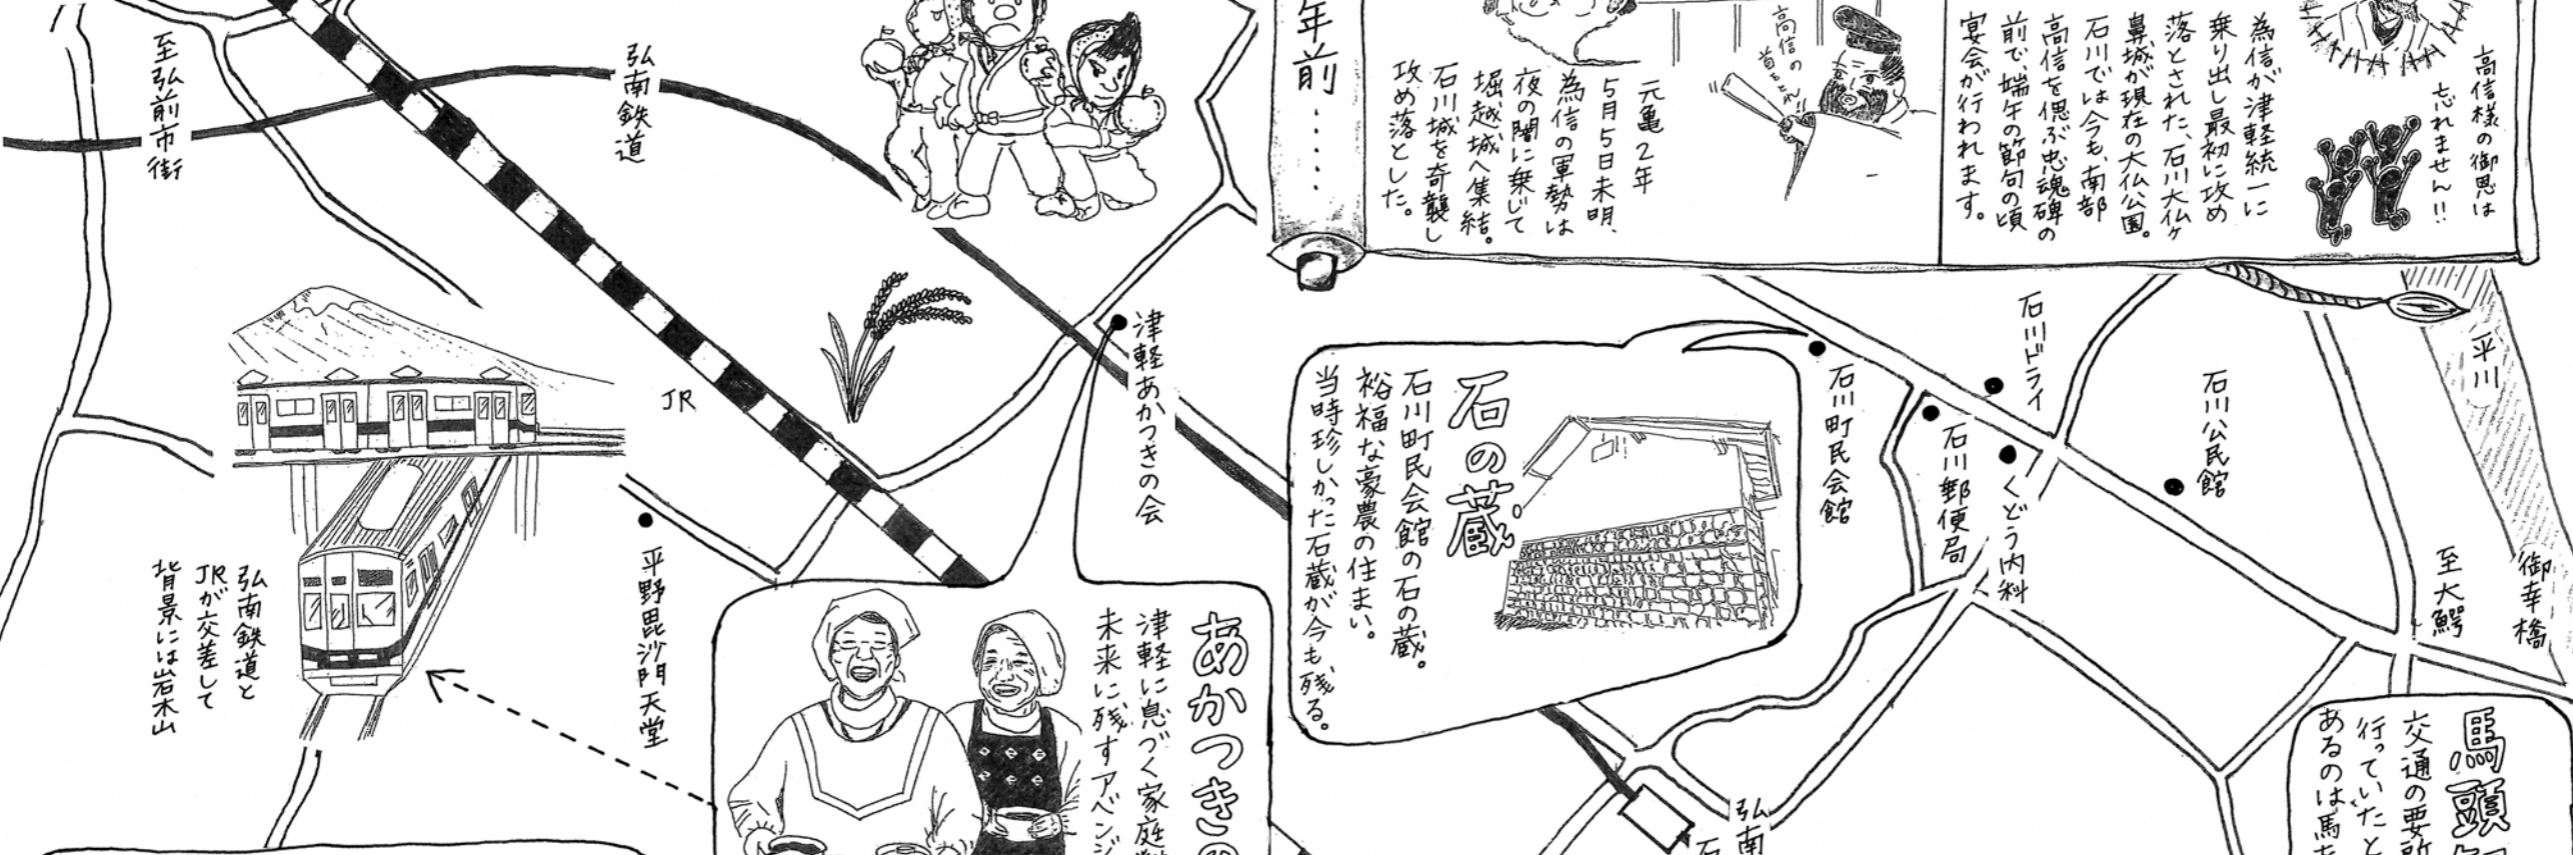 高信様の御恩は
忘れません!!
為信が津軽統一に
乗り出し最初に攻め
落とされた、石川大仏ヶ
鼻城が現在の大仏公園。
石川では今も、南部
高信を偲ぶ忠魂碑の
前で、端午の節句の頃
宴会が行われます。
高信の
首をとれ!!
元亀2年
5月5日未明、
為信の軍勢は
夜の闇に乗じて
堀越城へ集結。
石川城を奇襲し
攻め落とした。
年前.....
弘南鉄道
至弘前市街
平川
御幸橋
至大鰐
石川公民館
石川ドライ
くどう内科
石川郵便局
石川町民会館
石の蔵
石川町民会館の石の蔵。
裕福な豪農の住まい。
当時珍しかった石蔵が今も残る。
津軽あかつきの会
JR
平野毘沙門天堂
弘南鉄道と
JRが交差して
背景には岩木山
あかつきの
津軽に息づく家庭
未来に残すアベンジ
弘南
石
馬頭
交通の要所
行っていたと
あるのは馬